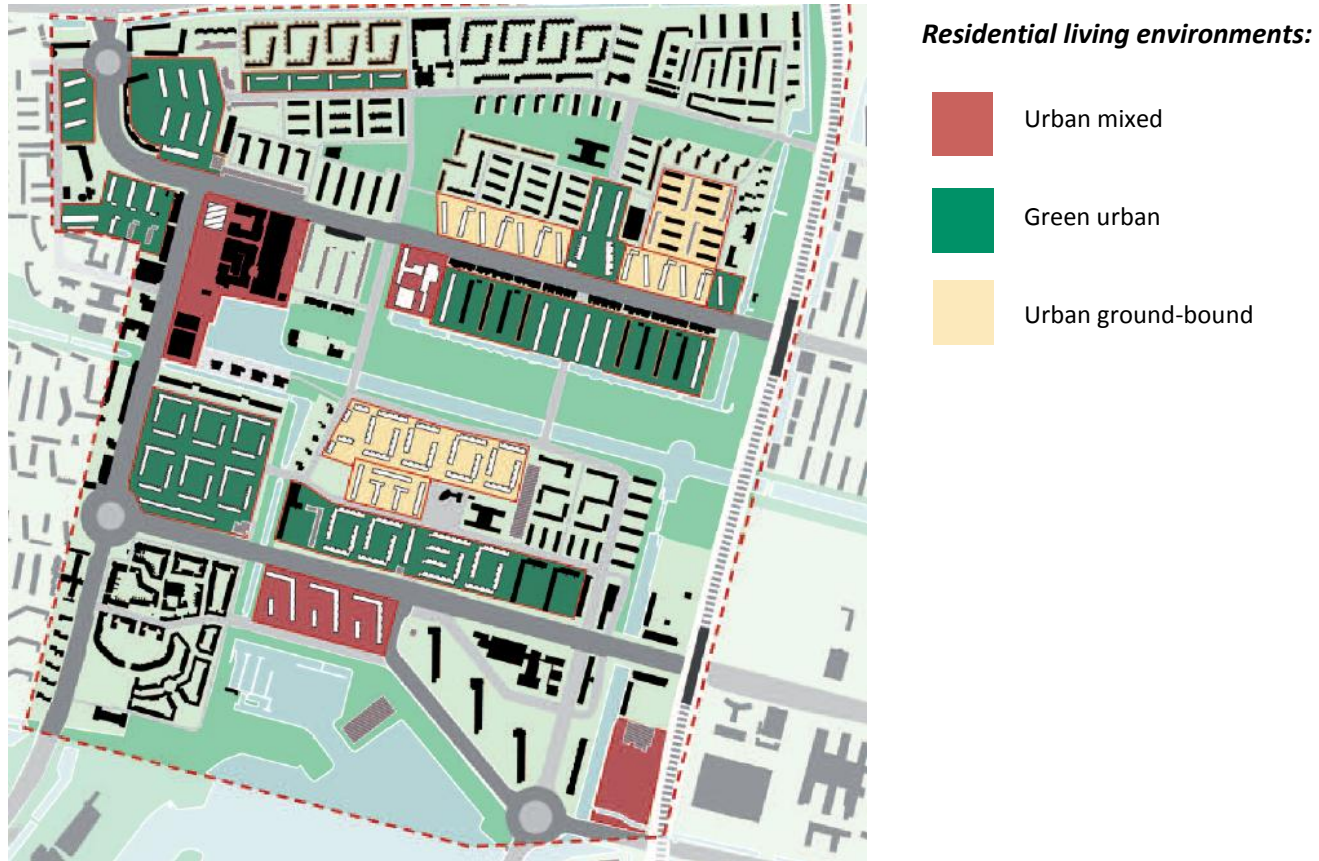 Residential living environments:
Urban mixed
Green urban
Urban ground-bound